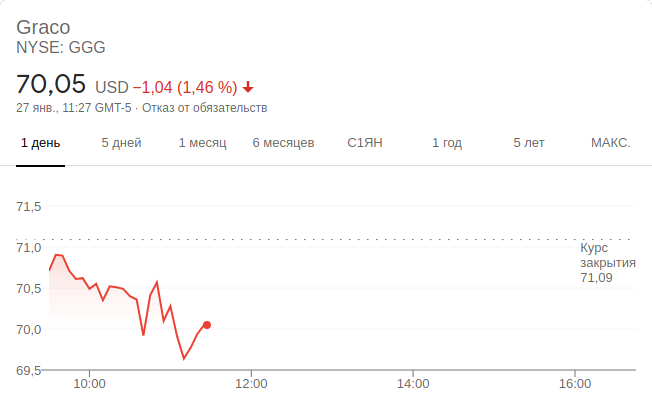 Graco
NYSE: GGG
70,05 USD −1,04 (1,46 %)
27 янв., 11:27 GMT-5 · Отказ от обязательств
1 день 5 дней 1 месяц 6 месяцев С1ЯН 1 год 5 лет МАКС.
71,5
71,0
Курс
закрытия
71,09
70,5
70,0
69,5
10:00 12:00 14:00 16:00